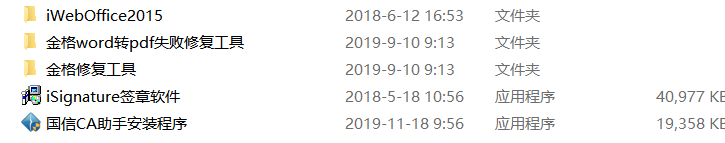 iWebOffice2015 2018-6-12 16:53 文件夹
金格word转pdf失败修复工具 2019-9-10 9:13 文件夹
金格修复工具 2019-9-10 9:13 文件夹
iSignature签章软件 2018-5-18 10:56 应用程序 40,977 KB
国信CA助手安装程序 2019-11-18 9:56 应用程序 19,358 KB